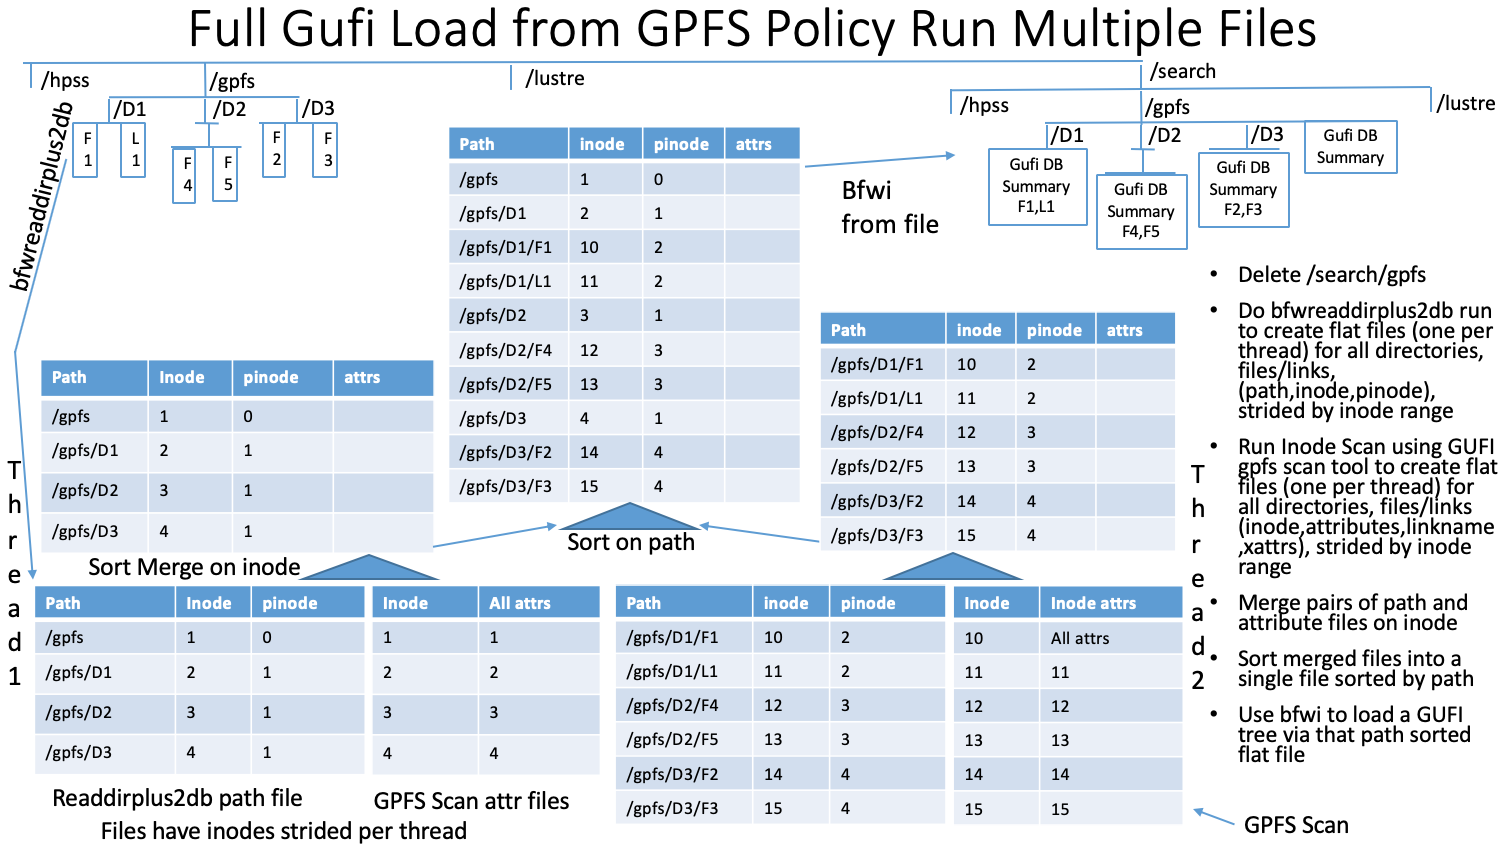 Full Gufi Load from GPFS Policy Run Multiple Files
/hpss
/gpfs
/lustre
/search
/D1
/D2
/D3
F
1
L
1
F
4
F
5
F
2
F
3
bfwreaddirplus2db
/hpss
/gpfs
/lustre
/D1
/D2
/D3
Gufi DB
Summary
F1,L1
Gufi DB
Summary
F4,F5
Gufi DB
Summary
F2,F3
Gufi DB
Summary
Path inode pinode attrs
/gpfs 1 0
/gpfs/D1 2 1
/gpfs/D1/F1 10 2
/gpfs/D1/L1 11 2
/gpfs/D2 3 1
/gpfs/D2/F4 12 3
/gpfs/D2/F5 13 3
/gpfs/D3 4 1
/gpfs/D3/F2 14 4
/gpfs/D3/F3 15 4
Sort on path
Bfwi
from file
Path Inode pinode attrs
/gpfs 1 0
/gpfs/D1 2 1
/gpfs/D2 3 1
/gpfs/D3 4 1
Sort Merge on inode
Path inode pinode attrs
/gpfs/D1/F1 10 2
/gpfs/D1/L1 11 2
/gpfs/D2/F4 12 3
/gpfs/D2/F5 13 3
/gpfs/D3/F2 14 4
/gpfs/D3/F3 15 4
T
h
r
e
a
d
1
Path Inode pinode
/gpfs 1 0
/gpfs/D1 2 1
/gpfs/D2 3 1
/gpfs/D3 4 1
Inode All attrs
1 1
2 2
3 3
4 4
Readdirplus2db path file
GPFS Scan attr files
Files have inodes strided per thread
Path inode pinode
/gpfs/D1/F1 10 2
/gpfs/D1/L1 11 2
/gpfs/D2/F4 12 3
/gpfs/D2/F5 13 3
/gpfs/D3/F2 14 4
/gpfs/D3/F3 15 4
Inode Inode attrs
10 All attrs
11 11
12 12
13 13
14 14
15 15
T
h
r
e
a
d
2
GPFS Scan
• Delete /search/gpfs
• Do bfwreaddirplus2db run
to create flat files (one per
thread) for all directories,
files/links,
(path,inode,pinode),
strided by inode range
• Run Inode Scan using GUFI
gpfs scan tool to create flat
files (one per thread) for
all directories, files/links
(inode,attributes,linkname
,xattrs), strided by inode
range
• Merge pairs of path and
attribute files on inode
• Sort merged files into a
single file sorted by path
• Use bfwi to load a GUFI
tree via that path sorted
flat file